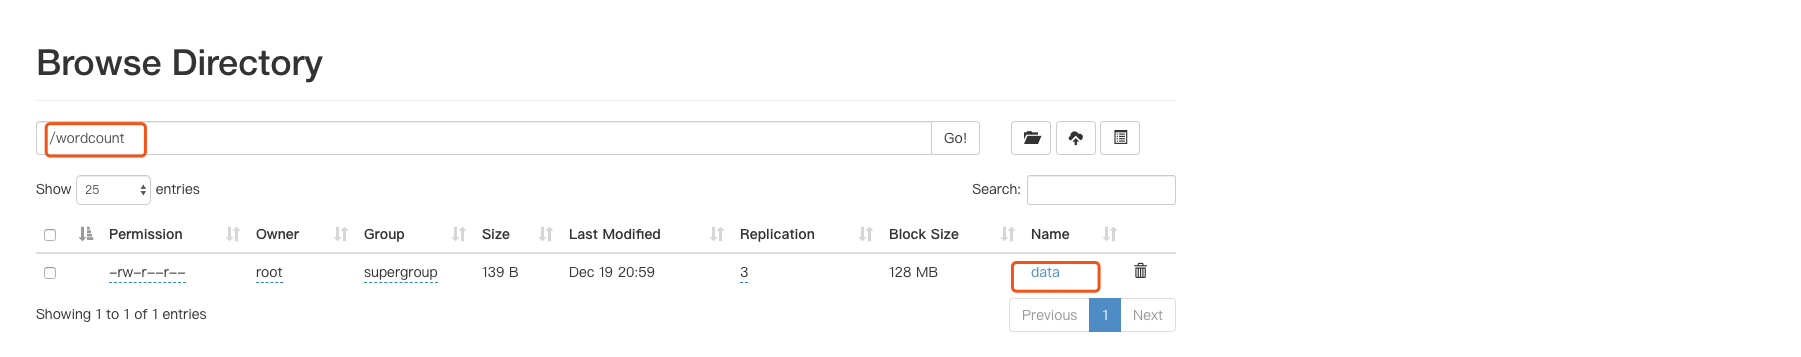 Browse Directory
/wordcount Go!
Show 25 entries Search:
Permission Owner Group Size Last Modified Replication Block Size Name
-rw-r--r-- root supergroup 139 B Dec 19 20:59 3 128 MB data
Showing 1 to 1 of 1 entries Previous 1 Next